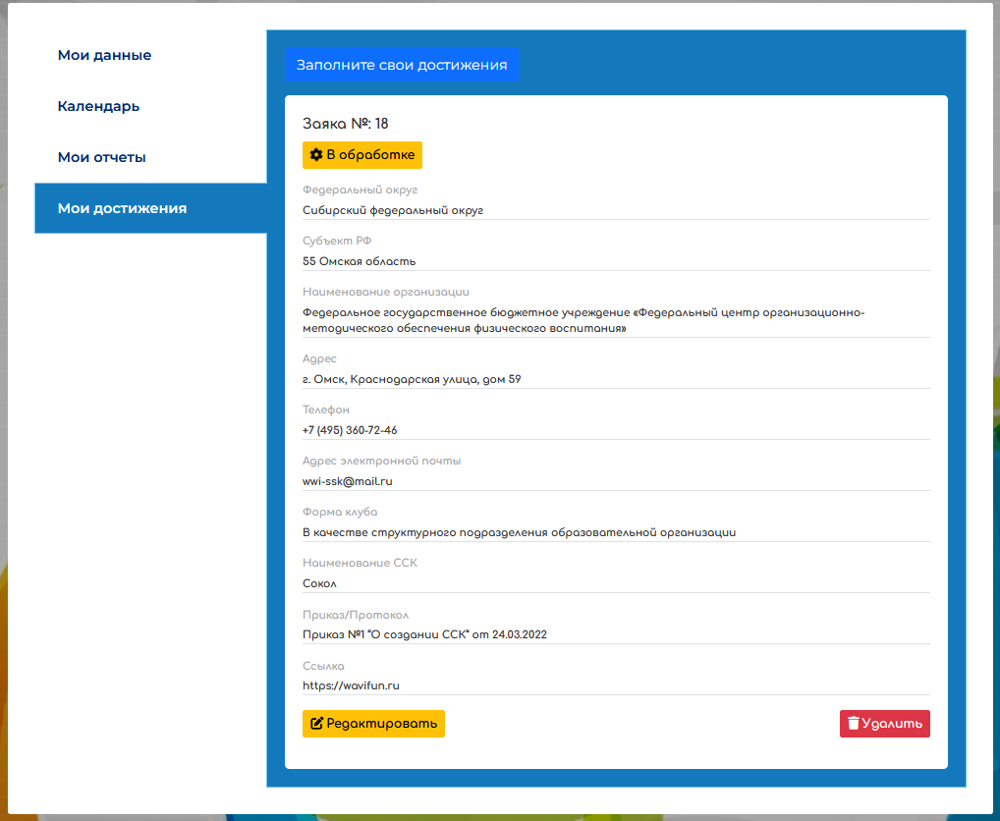 Мои данные
Календарь
Мои отчеты
Мои достижения
Заполните свои достижения
Заяка №: 18
В обработке
Федеральный округ
Сибирский федеральный округ
Субъект РФ
55 Омская область
Наименование организации
Федеральное государственное бюджетное учреждение «Федеральный центр организационно-
методического обеспечения физического воспитания»
Адрес
г. Омск, Краснодарская улица, дом 59
Телефон
+7 (495) 360-72-46
Адрес электронной почты
wwi-ssk@mail.ru
Форма клуба
В качестве структурного подразделения образовательной организации
Наименование ССК
Сокол
Приказ/Протокол
Приказ №1 "О создании ССК" от 24.03.2022
Ссылка
https://wavifun.ru
Редактировать
Удалить